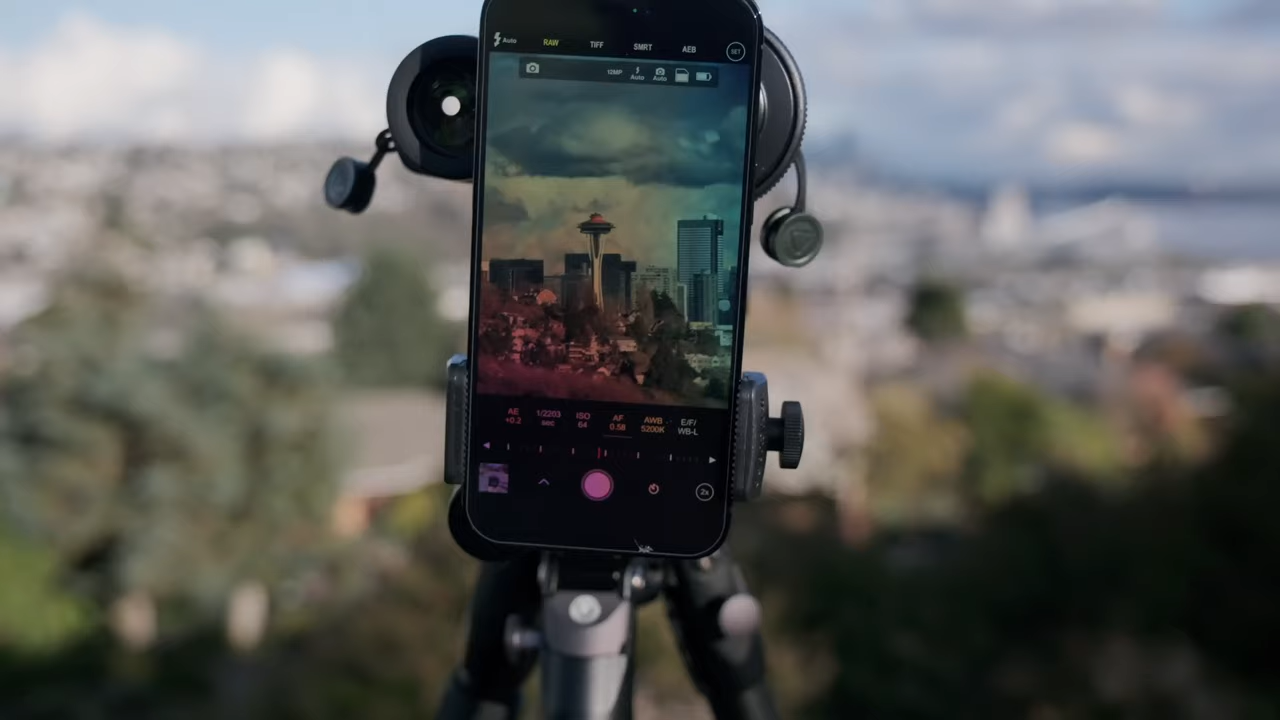 Auto RAW TIFF SMRT AEB SET
12MP Auto Auto
AE 1/2203 ISO AF AWB E/F/
+0.2 sec 64 0.58 5200K WB-L
2x